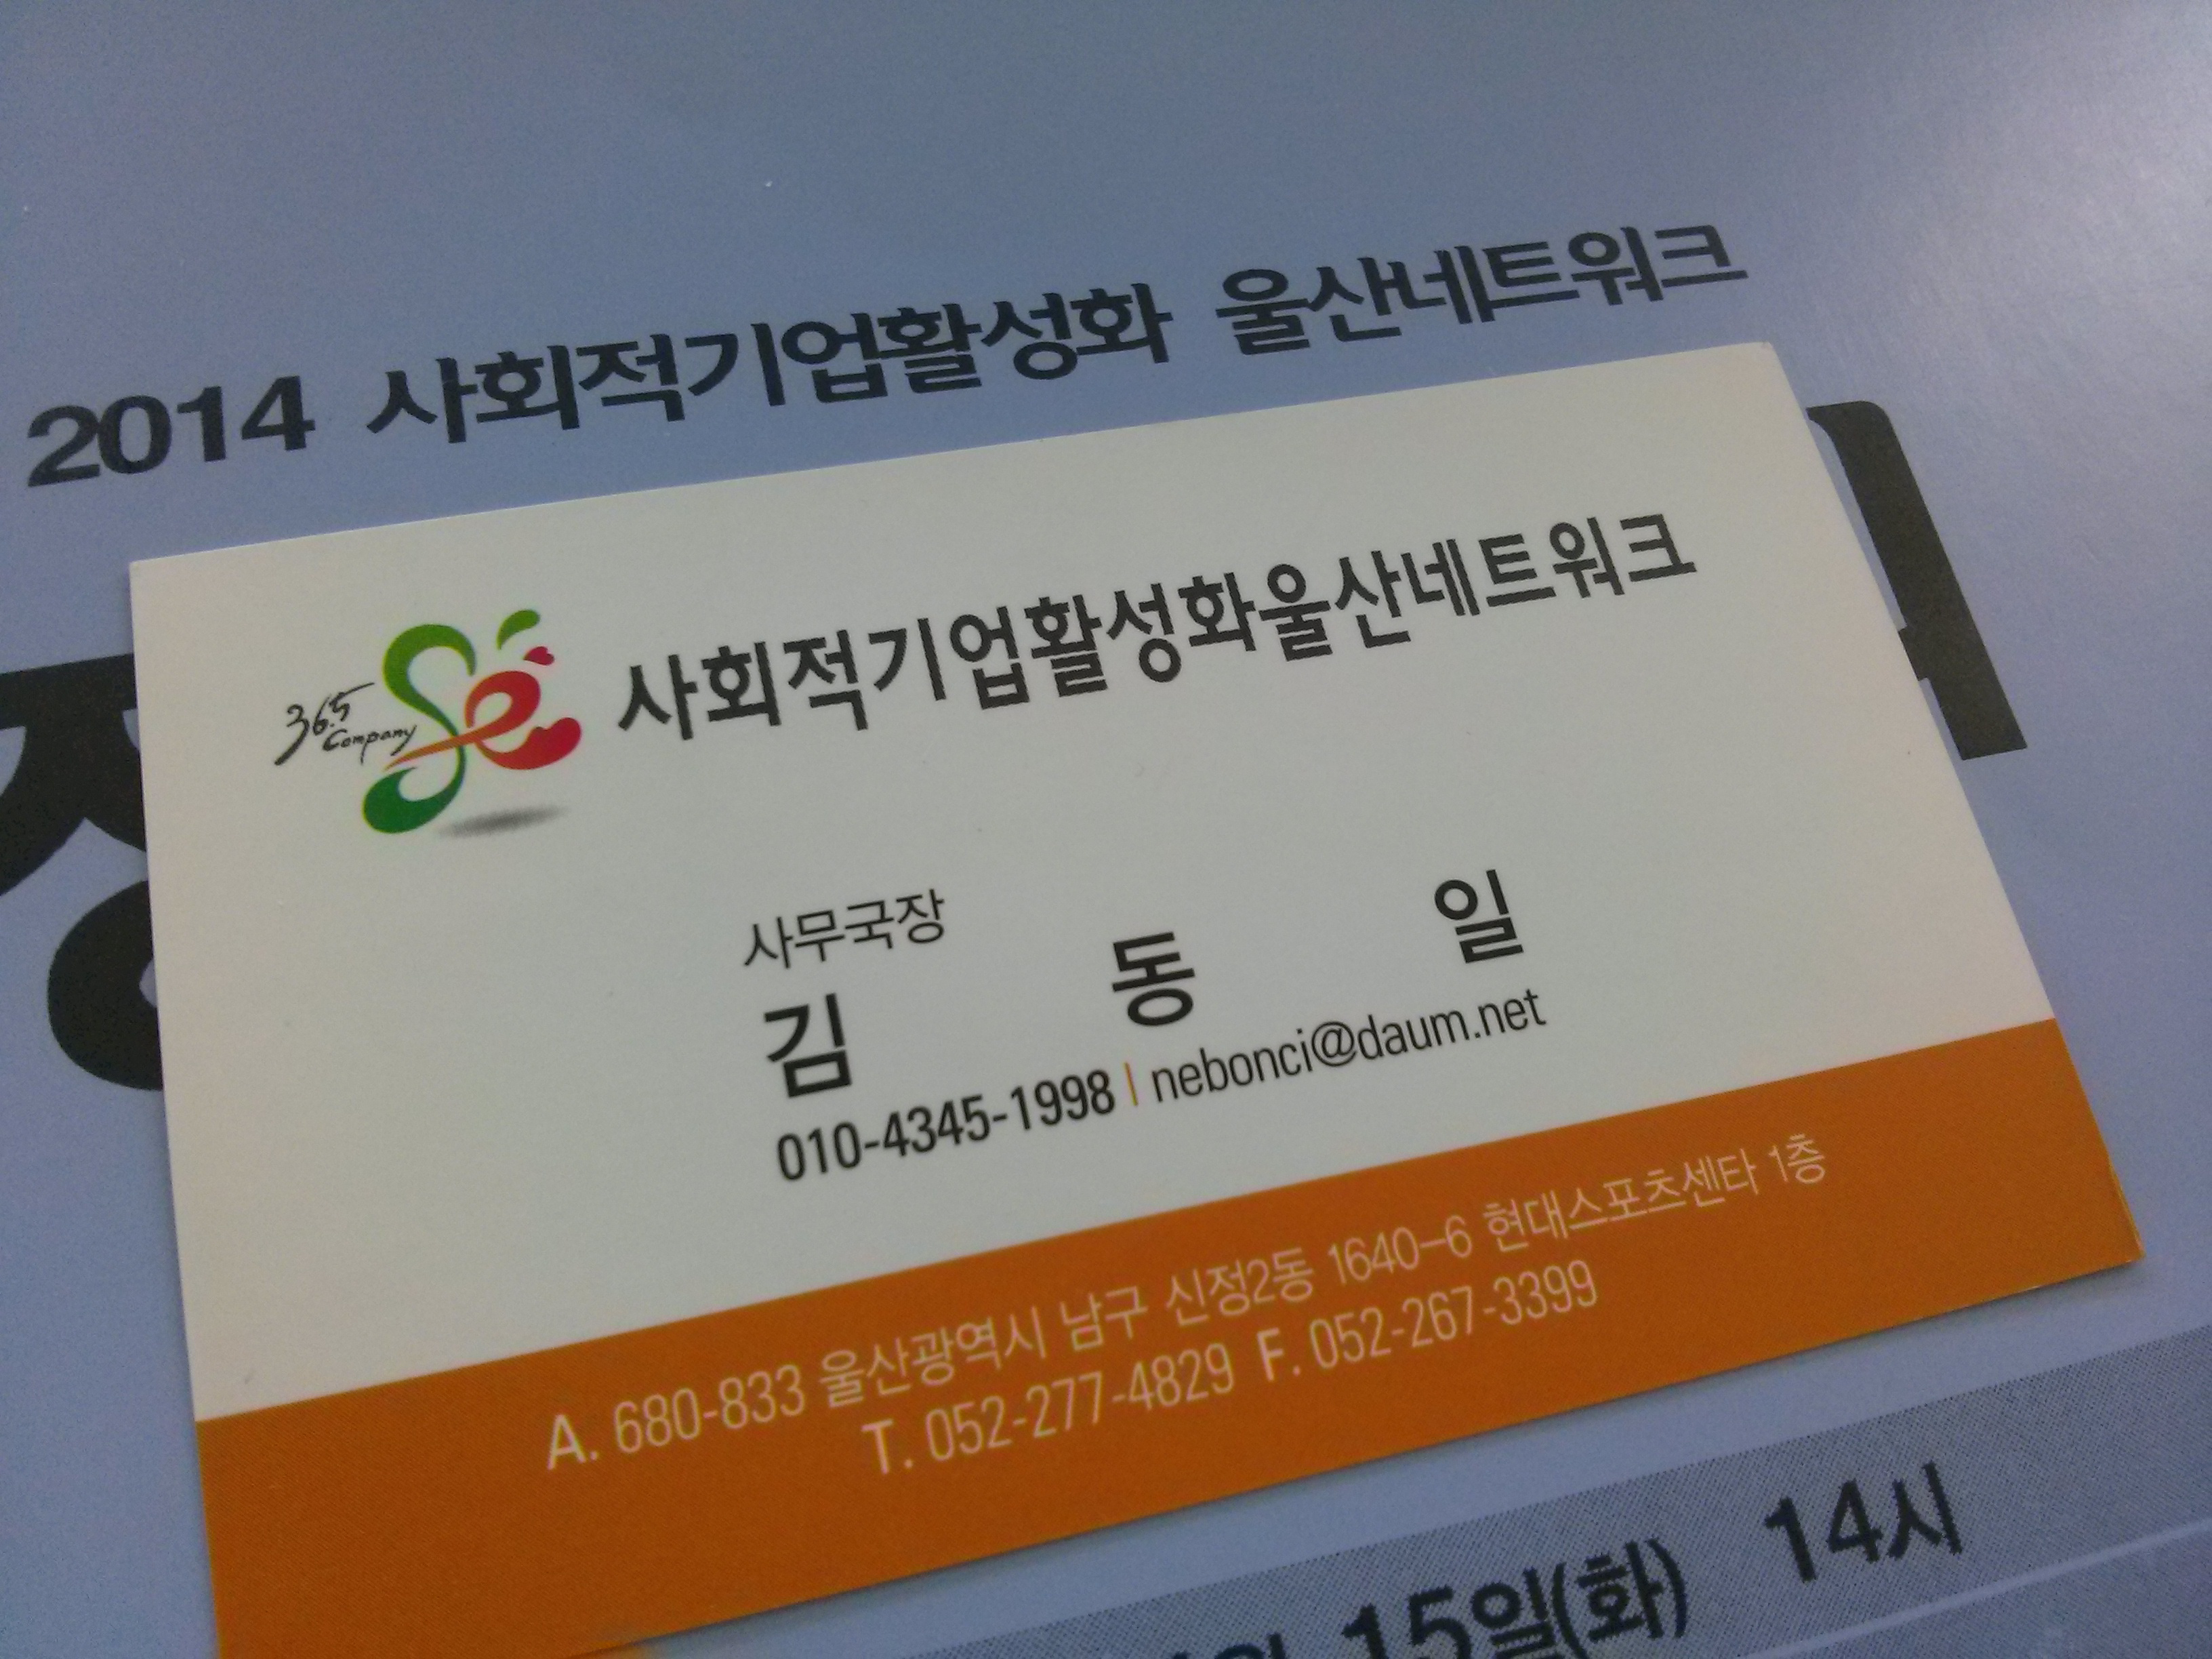 2014 사회적기업활성화 울산네트워크
정
365 Company
사회적기업활성화울산네트워크
사무국장
김 동 일
010-4345-1998 | nebonci@daum.net
A. 680-833 울산광역시 남구 신정2동 1640-6 현대스포츠센타 1층
T. 052-277-4829 F. 052-267-3399
15일(화) 14시